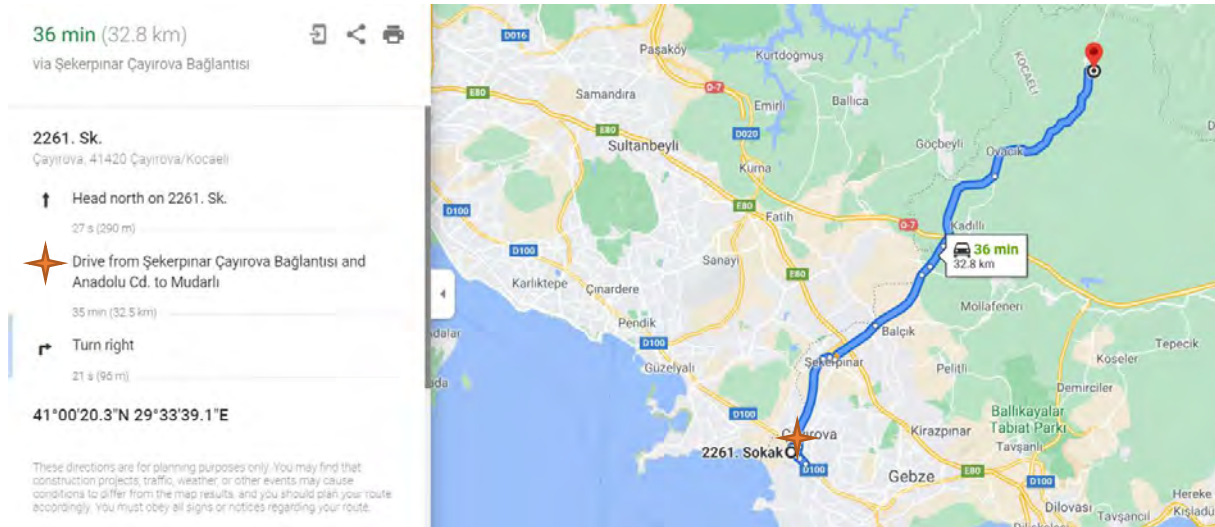 36 min (32.8 km)
via Şekerpınar Çayırova Bağlantısı
2261. Sk.
Çayırova, 41420 Çayırova/Kocaeli
Head north on 2261. Sk.
27 s (290 m)
Drive from Şekerpınar Çayırova Bağlantısı and
Anadolu Cd. to Mudarlı
35 min (32.5 km)
Turn right
21 s (96 m)
41°00'20.3"N 29°33'39.1"E
These directions are for planning purposes only. You may find that
construction projects, traffic, weather, or other events may cause
conditions to differ from the map results, and you should plan your route
accordingly. You must obey all signs or notices regarding your route.
D016
Paşaköy
Kurtdoğmuş
KOCAELİ
E80
Samandıra
O-7
Emirli
Ballıca
E80
D020
Sultanbeyli
Göçbeyli
Ovacık
Kurna
E80
D100
Fatih
O-7
Kadıllı
36 min
32.8 km
D100
Sanayi
Karlıktepe
Çınardere
Mollafeneri
Pendik
Balçık
D100
Tepecik
Güzelyalı
Şekerpınar
Köseler
Pelitli
Demirciler
D100
Ballıkayalar
Tabiat Parkı
2261. Sokak
Kirazpınar
Tavşanlı
D100
Gebze
E80
D100
Hereke
Dilovası
Tavşancıl
Kışladü